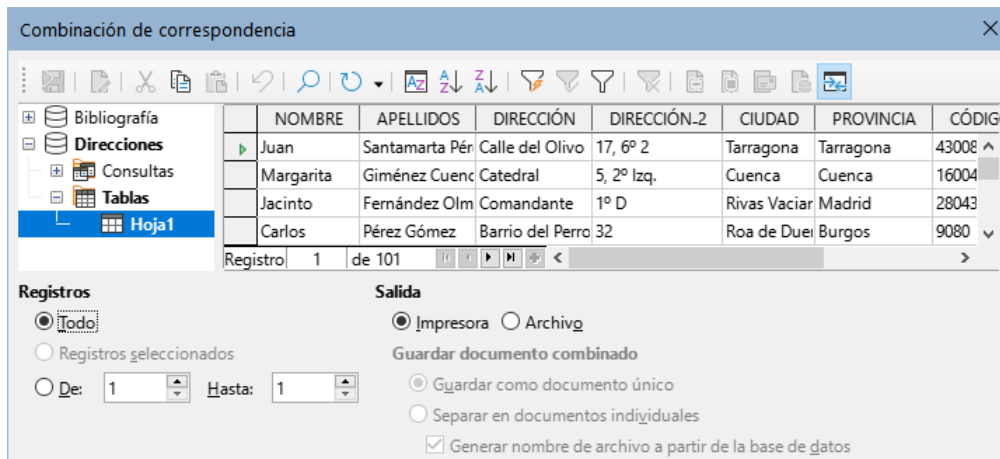 Combinación de correspondencia
Bibliografía
Direcciones
Consultas
Tablas
Hoja1
NOMBRE APELLIDOS DIRECCIÓN DIRECCIÓN-2 CIUDAD PROVINCIA CÓDIG
Juan Santamarta Pér Calle del Olivo 17, 6º 2 Tarragona Tarragona 43008
Margarita Giménez Cuenc Catedral 5, 2º Izq. Cuenca Cuenca 16004
Jacinto Fernández Olm Comandante 1º D Rivas Vaciar Madrid 28043
Carlos Pérez Gómez Barrio del Perro 32 Roa de Due Burgos 9080
Registro 1 de 101
Registros
Todo
Registros seleccionados
De: 1 Hasta: 1
Salida
Impresora Archivo
Guardar documento combinado
Guardar como documento único
Separar en documentos individuales
Generar nombre de archivo a partir de la base de datos